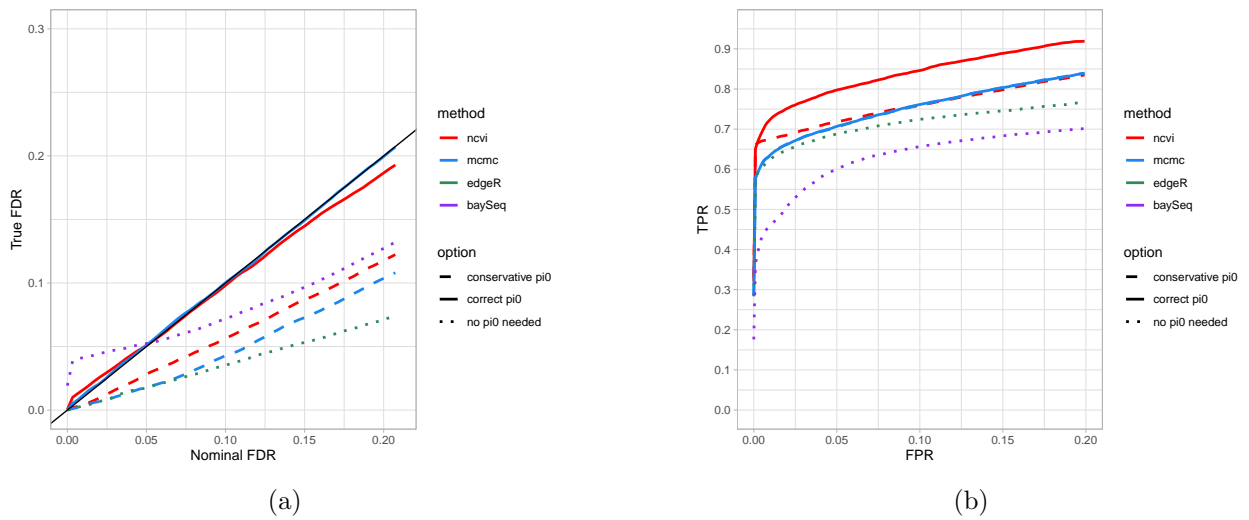 0.3
0.2
0.1
0.0
True FDR
0.00 0.05 0.10 0.15 0.20
Nominal FDR
method
ncvi
mcmc
edgeR
baySeq
option
conservative pi0
correct pi0
no pi0 needed
(a)
0.9
0.8
0.7
0.6
0.5
0.4
0.3
0.2
0.1
0.0
TPR
0.00 0.05 0.10 0.15 0.20
FPR
method
ncvi
mcmc
edgeR
baySeq
option
conservative pi0
correct pi0
no pi0 needed
(b)